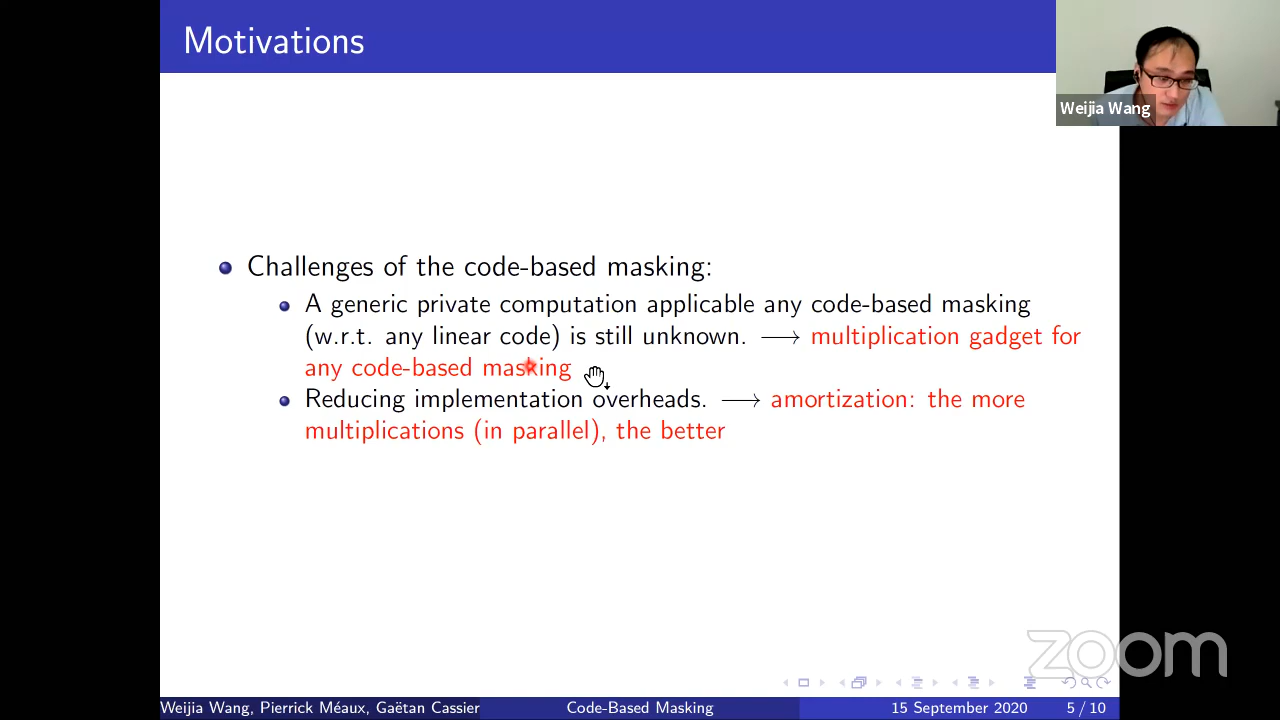 Motivations
Weijia Wang
Challenges of the code-based masking:
A generic private computation applicable any code-based masking
(w.r.t. any linear code) is still unknown. ⟶ multiplication gadget for
any code-based masking
Reducing implementation overheads. ⟶ amortization: the more
multiplications (in parallel), the better
zoom
Weijia Wang, Pierrick Méaux, Gaëtan Cassier
Code-Based Masking
15 September 2020
5 / 10